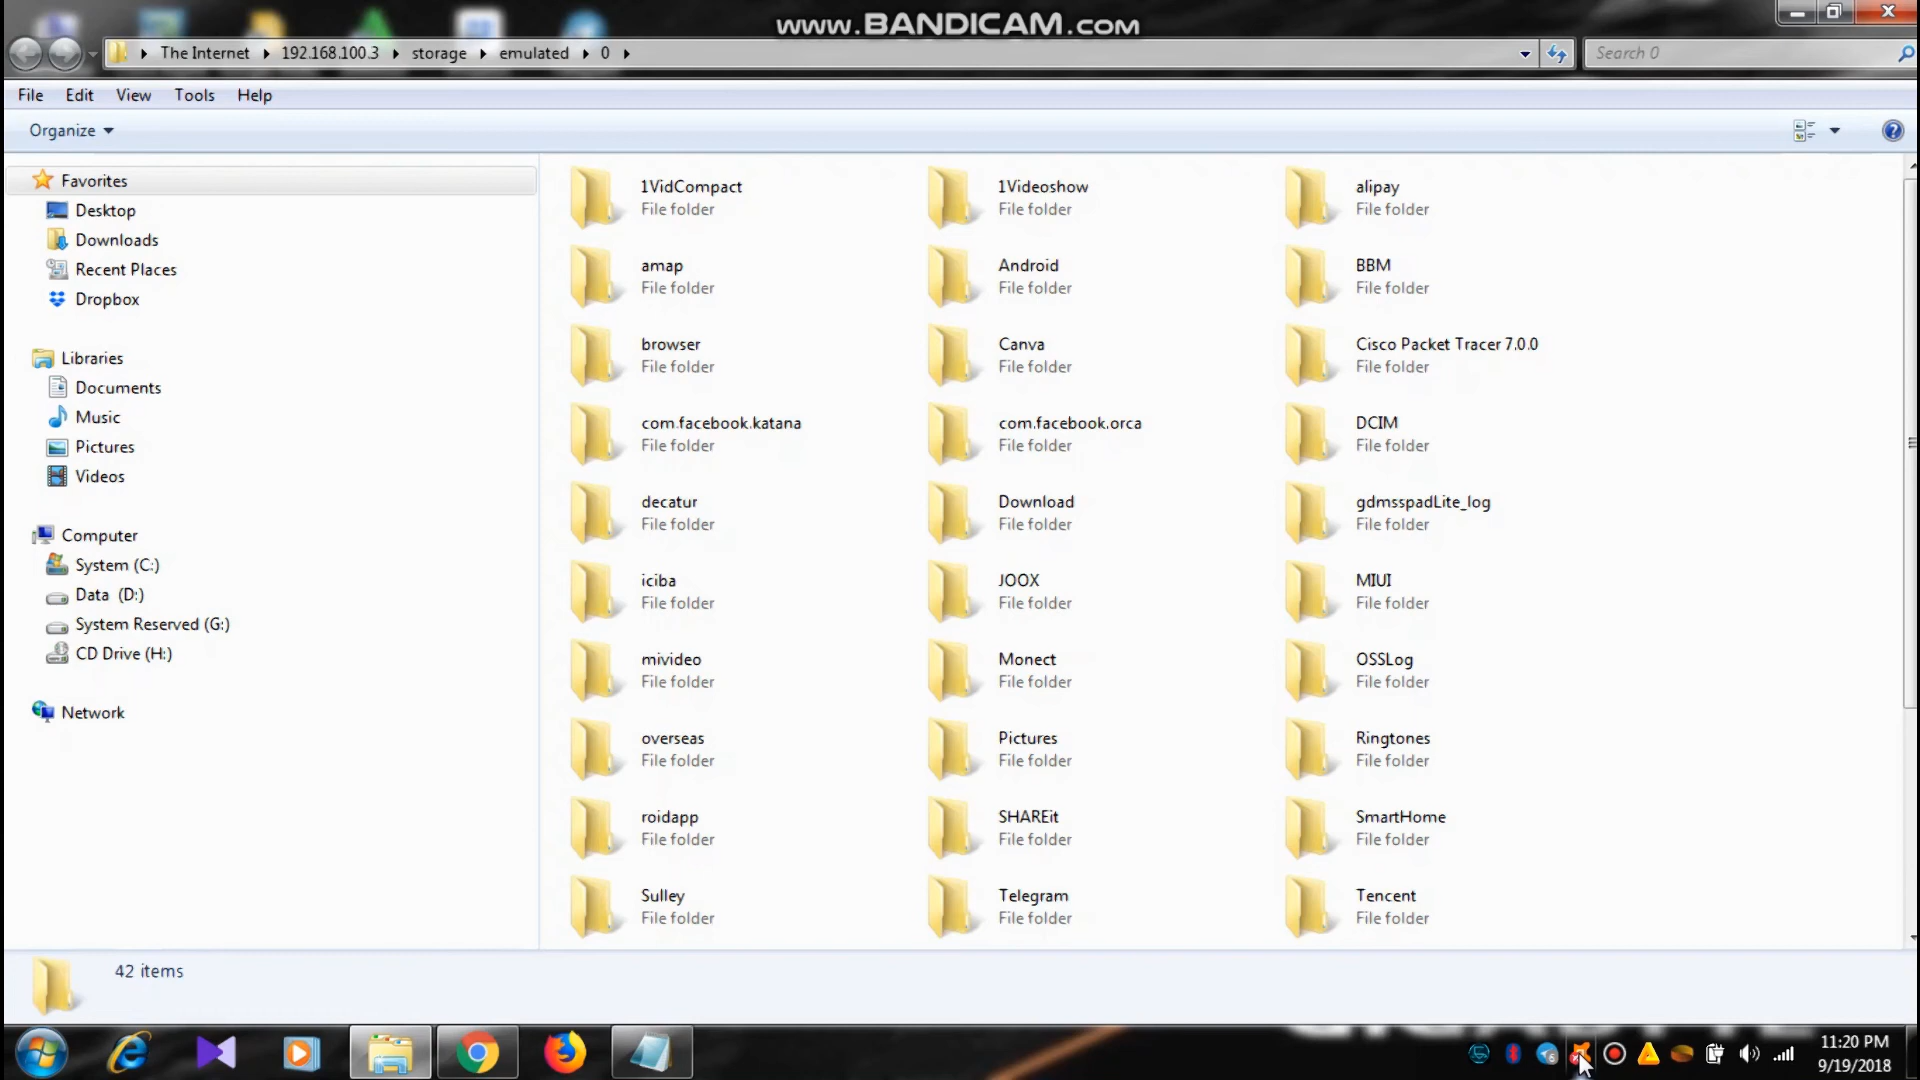 www.BANDICAM.com
The Internet 192.168.100.3 storage emulated 0
Search 0
File Edit View Tools Help
Organize
Favorites
Desktop
Downloads
Recent Places
Dropbox
Libraries
Documents
Music
Pictures
Videos
Computer
System (C:)
Data (D:)
System Reserved (G:)
CD Drive (H:)
Network
1VidCompact 1Videoshow alipay
File folder File folder File folder
amap Android BBM
File folder File folder File folder
browser Canva Cisco Packet Tracer 7.0.0
File folder File folder File folder
com.facebook.katana com.facebook.orca DCIM
File folder File folder File folder
decatur Download gdmsspadLite_log
File folder File folder File folder
iciba JOOX MIUI
File folder File folder File folder
mivideo Monect OSSLog
File folder File folder File folder
overseas Pictures Ringtones
File folder File folder File folder
roidapp SHAREit SmartHome
File folder File folder File folder
Sulley Telegram Tencent
File folder File folder File folder
42 items
11:20 PM
9/19/2018